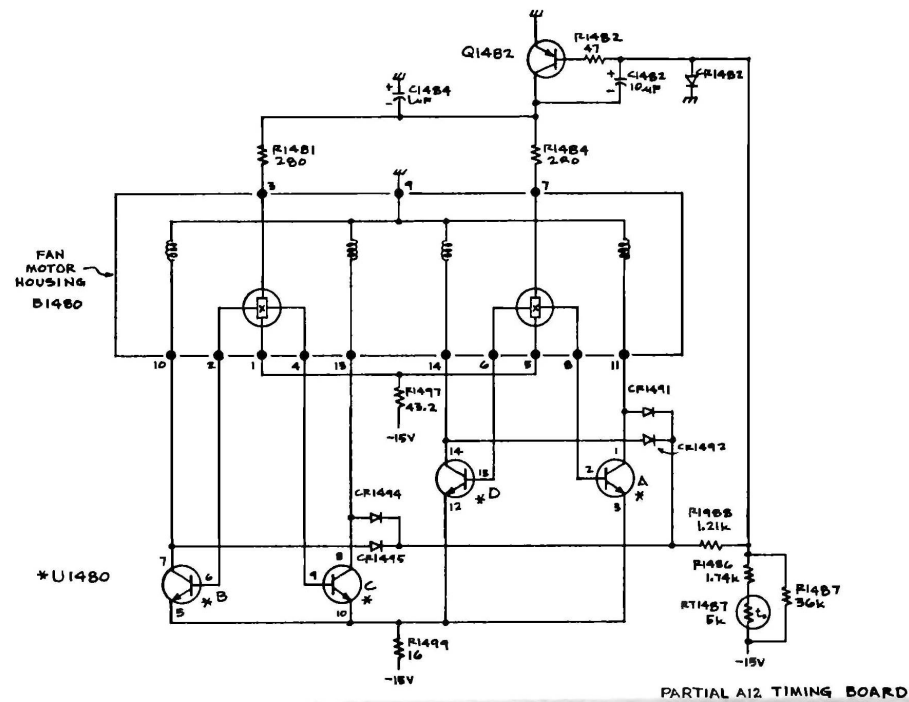 Q1482
R1482
47
C1482
10µF
CR1482
C1484
1µF
R1481
280
R1484
280
3
9
7
FAN
MOTOR
HOUSING
B1480
10
2
1
4
13
14
6
5
8
11
R1497
43.2
-15V
CR1491
CR1492
14
13
*D
12
1
2
A
*
3
CR1494
CR1495
R1488
1.21k
R1486
1.74k
R1487
36k
RT1487
5k
t°
-15V
*U1480
7
6
*B
5
8
9
C
*
10
R1499
16
-15V
PARTIAL A12 TIMING BOARD